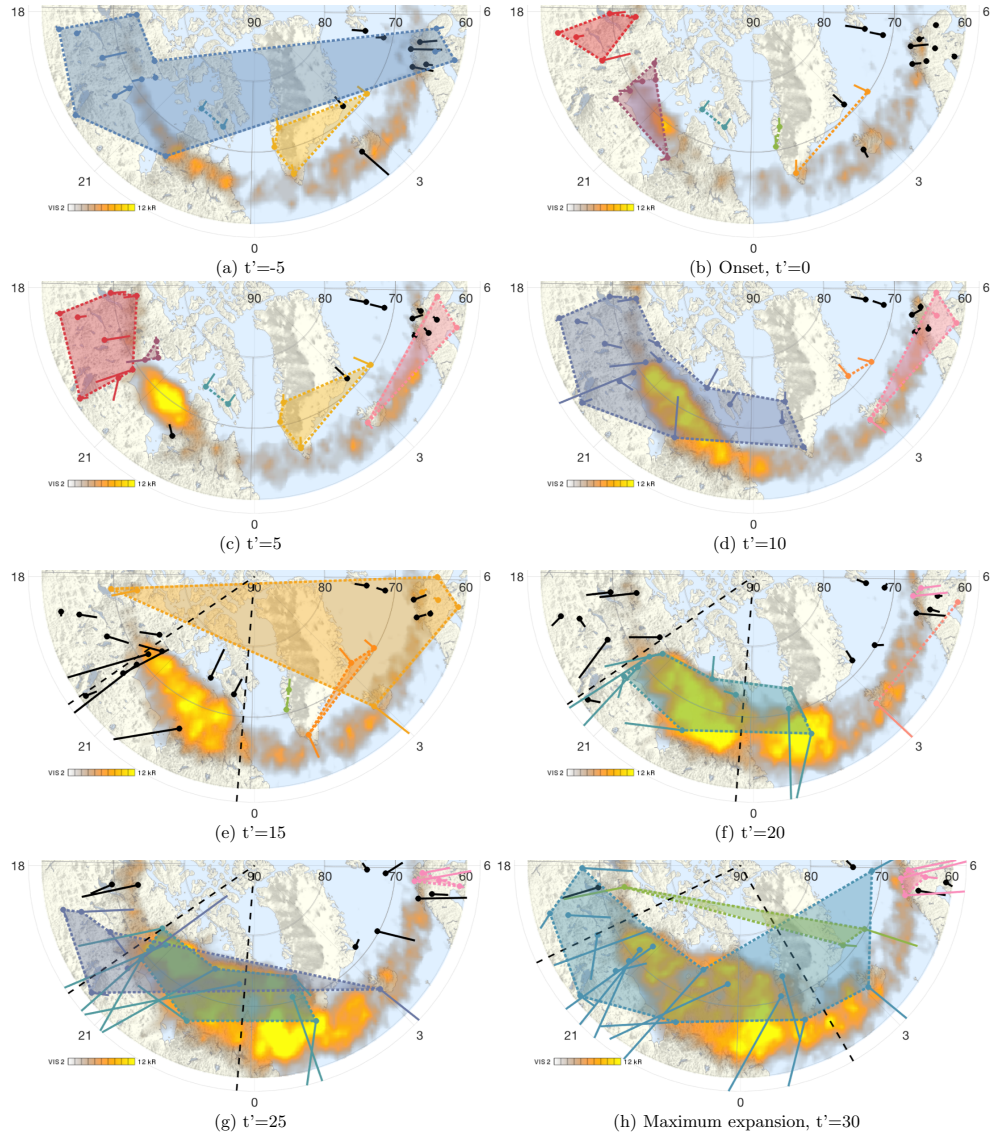 18 90 80 70 60 6
21 3
VIS 2 12 kR
0
(a) t'=-5
18 90 80 70 60 6
21 3
VIS 2 12 kR
0
(b) Onset, t'=0
18 90 80 70 60 6
21 3
VIS 2 12 kR
0
(c) t'=5
18 90 80 70 60 6
21 3
VIS 2 12 kR
0
(d) t'=10
18 90 80 70 60 6
21 3
VIS 2 12 kR
0
(e) t'=15
18 90 80 70 60 6
21 3
VIS 2 12 kR
0
(f) t'=20
18 90 80 70 60 6
21 3
VIS 2 12 kR
0
(g) t'=25
18 90 80 70 60 6
21 3
VIS 2 12 kR
0
(h) Maximum expansion, t'=30